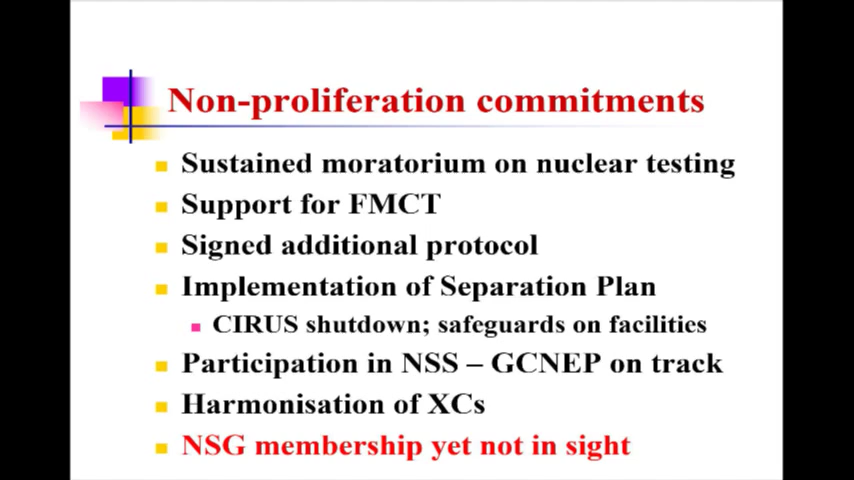 Non-proliferation commitments
Sustained moratorium on nuclear testing
Support for FMCT
Signed additional protocol
Implementation of Separation Plan
CIRUS shutdown; safeguards on facilities
Participation in NSS – GCNEP on track
Harmonisation of XCs
NSG membership yet not in sight